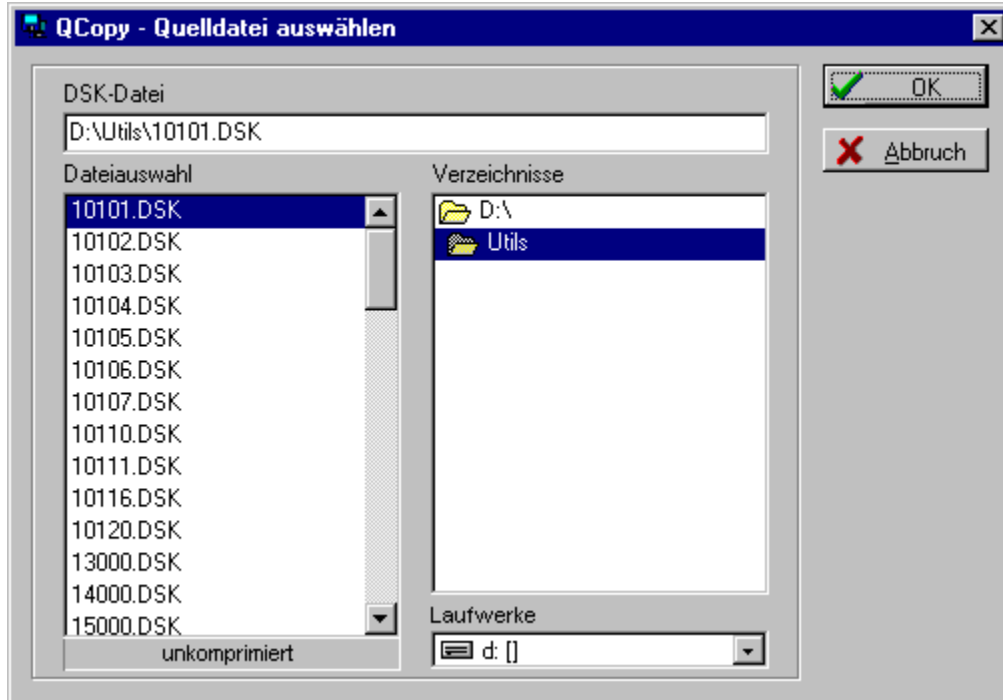 QCopy - Quelldatei auswählen
DSK-Datei
D:\Utils\10101.DSK
Dateiauswahl
10101.DSK
10102.DSK
10103.DSK
10104.DSK
10105.DSK
10106.DSK
10107.DSK
10110.DSK
10111.DSK
10116.DSK
10120.DSK
13000.DSK
14000.DSK
15000.DSK
unkomprimiert
Verzeichnisse
D:\
Utils
Laufwerke
d: []
OK
Abbruch